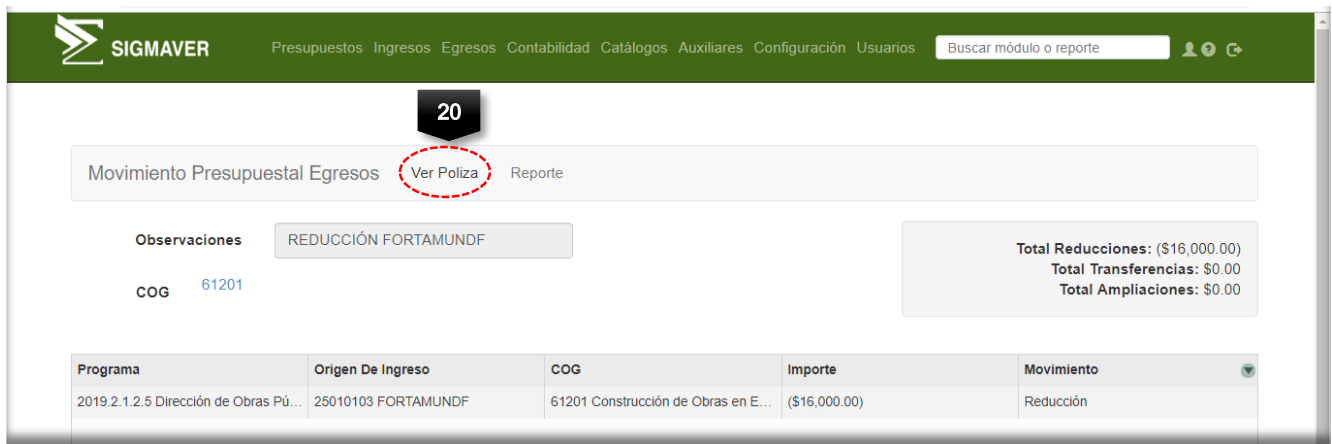 SIGMAVER
Presupuestos Ingresos Egresos Contabilidad Catálogos Auxiliares Configuración Usuarios Buscar módulo o reporte
20
Movimiento Presupuestal Egresos Ver Poliza Reporte
Observaciones REDUCCIÓN FORTAMUNDF
Total Reducciones: ($16,000.00)
Total Transferencias: $0.00
Total Ampliaciones: $0.00
COG 61201
Programa Origen De Ingreso COG Importe Movimiento
2019.2.1.2.5 Dirección de Obras Pú... 25010103 FORTAMUNDF 61201 Construcción de Obras en E... ($16,000.00) Reducción